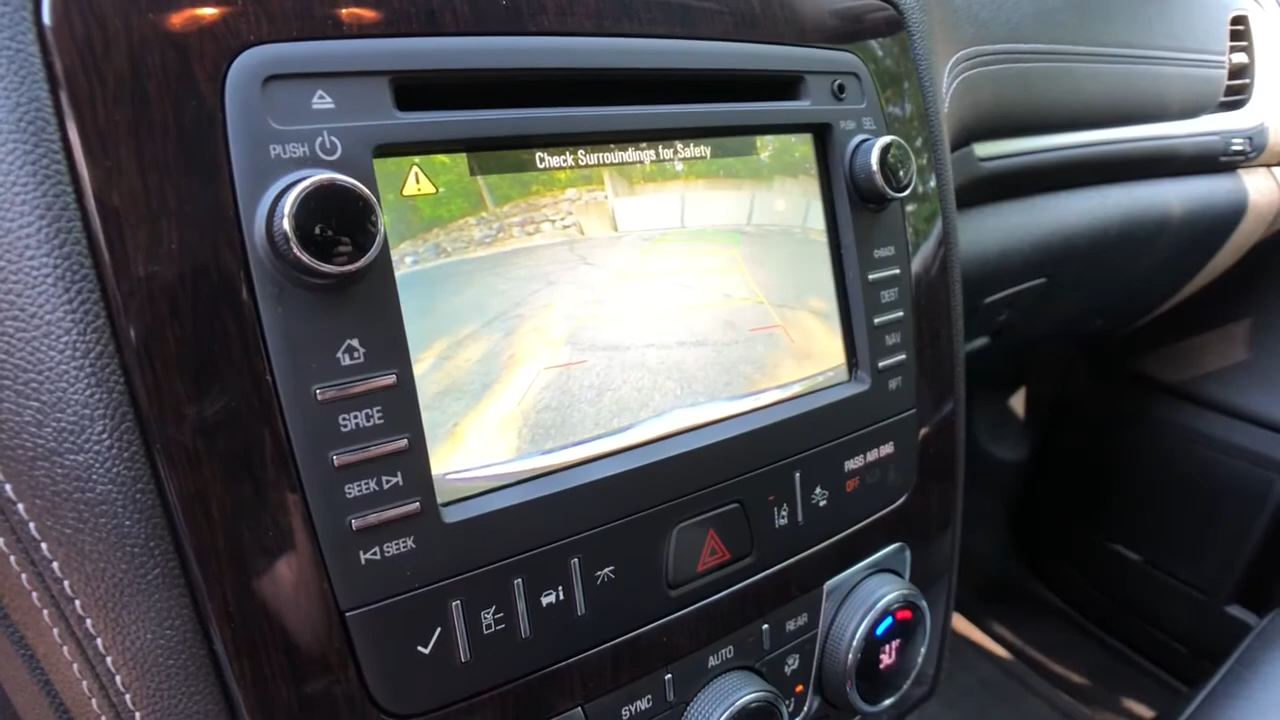 PUSH
Check Surroundings for Safety
PUSH SEL
BACK
DEST
SRCE
NAV
SEEK
RPT
SEEK
PASS AIR BAG
OFF
REAR
AUTO
SYNC